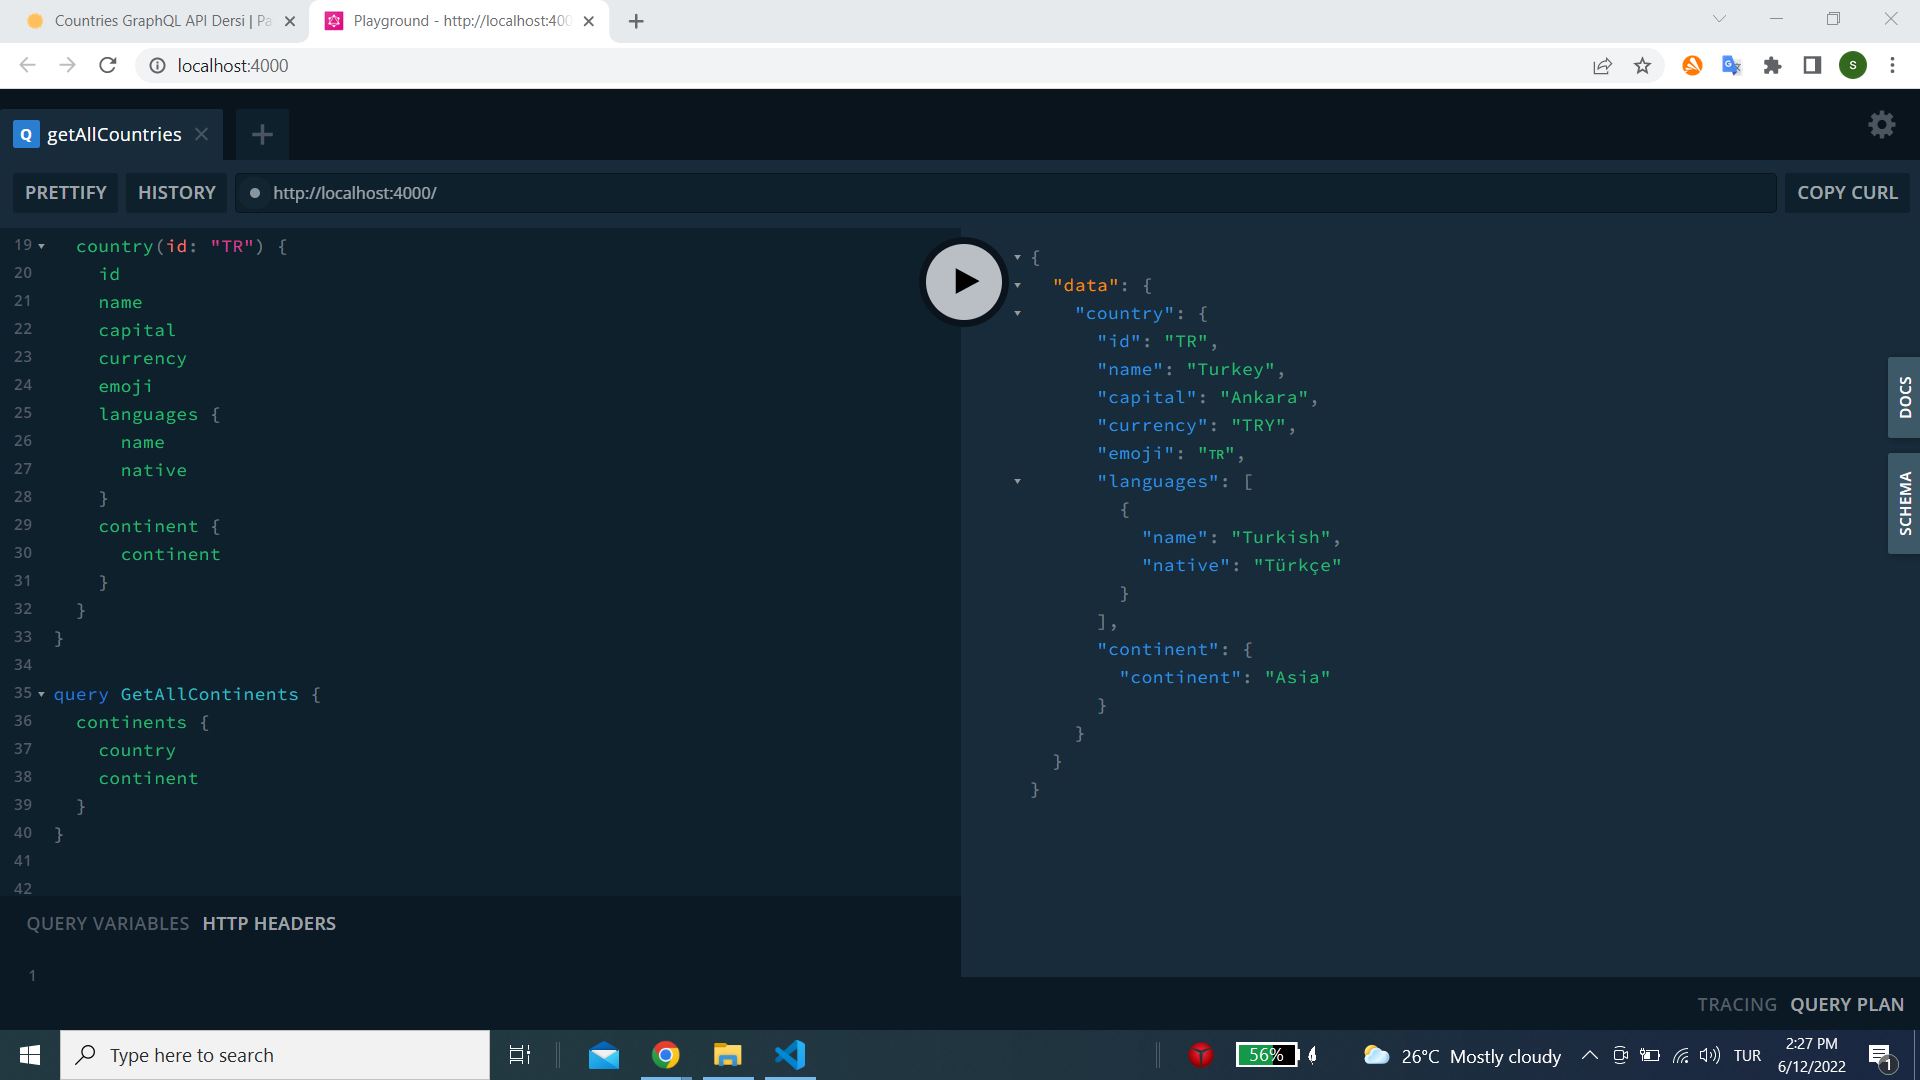 Countries GraphQL API Dersi | Pa
Playground - http://localhost:400
localhost:4000
S
Q getAllCountries
PRETTIFY HISTORY http://localhost:4000/ COPY CURL
19 country(id: "TR") {
20 id
21 name
22 capital
23 currency
24 emoji
25 languages {
26 name
27 native
28 }
29 continent {
30 continent
31 }
32 }
33 }
34
35 query GetAllContinents {
36 continents {
37 country
38 continent
39 }
40 }
41
42
QUERY VARIABLES HTTP HEADERS
1
{
"data": {
"country": {
"id": "TR",
"name": "Turkey",
"capital": "Ankara",
"currency": "TRY",
"emoji": "🇹🇷",
"languages": [
{
"name": "Turkish",
"native": "Türkçe"
}
],
"continent": {
"continent": "Asia"
}
}
}
}
DOCS
SCHEMA
TRACING QUERY PLAN
Type here to search
56%
26°C Mostly cloudy
TUR
2:27 PM
6/12/2022
1